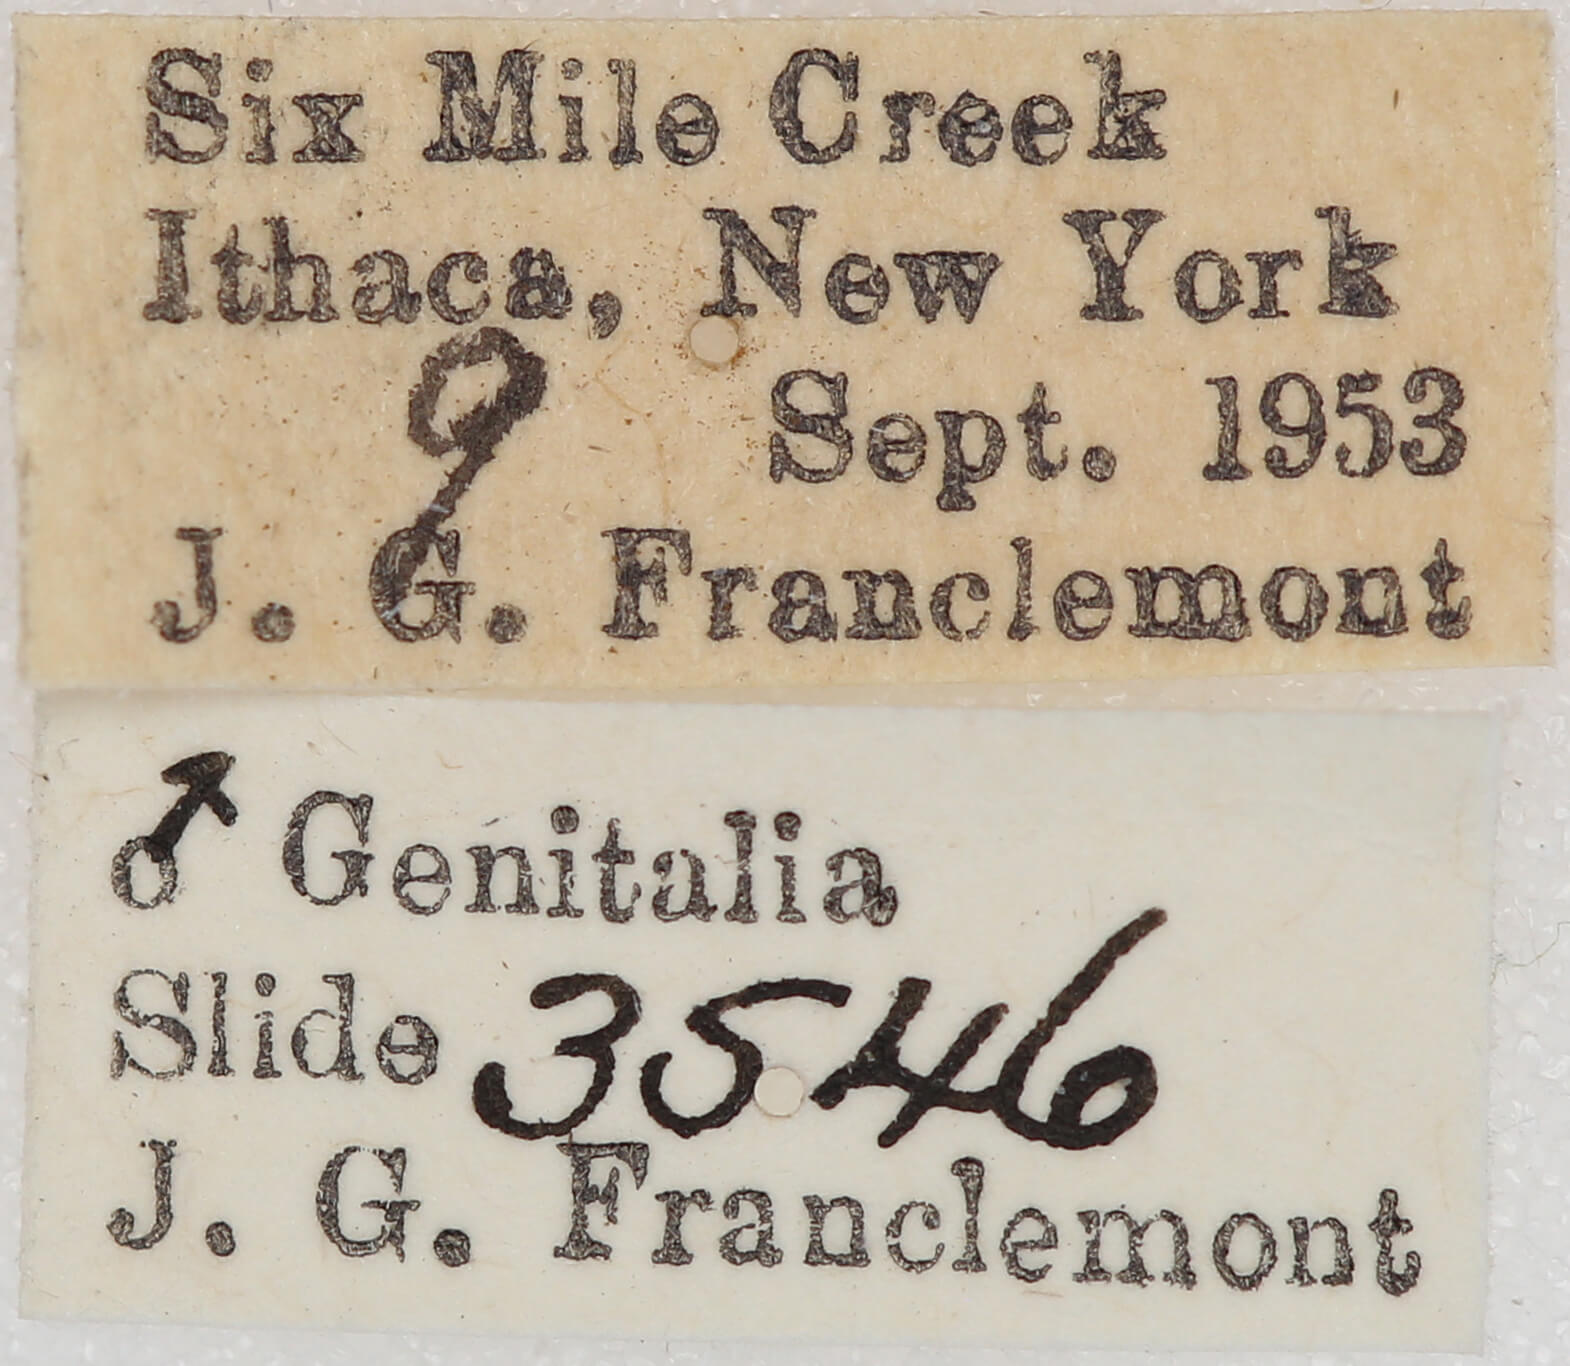 Six Mile Creek
Ithaca, New York
9 Sept. 1953
J. G. Franclemont
♂ Genitalia
Slide 3546
J. G. Franclemont